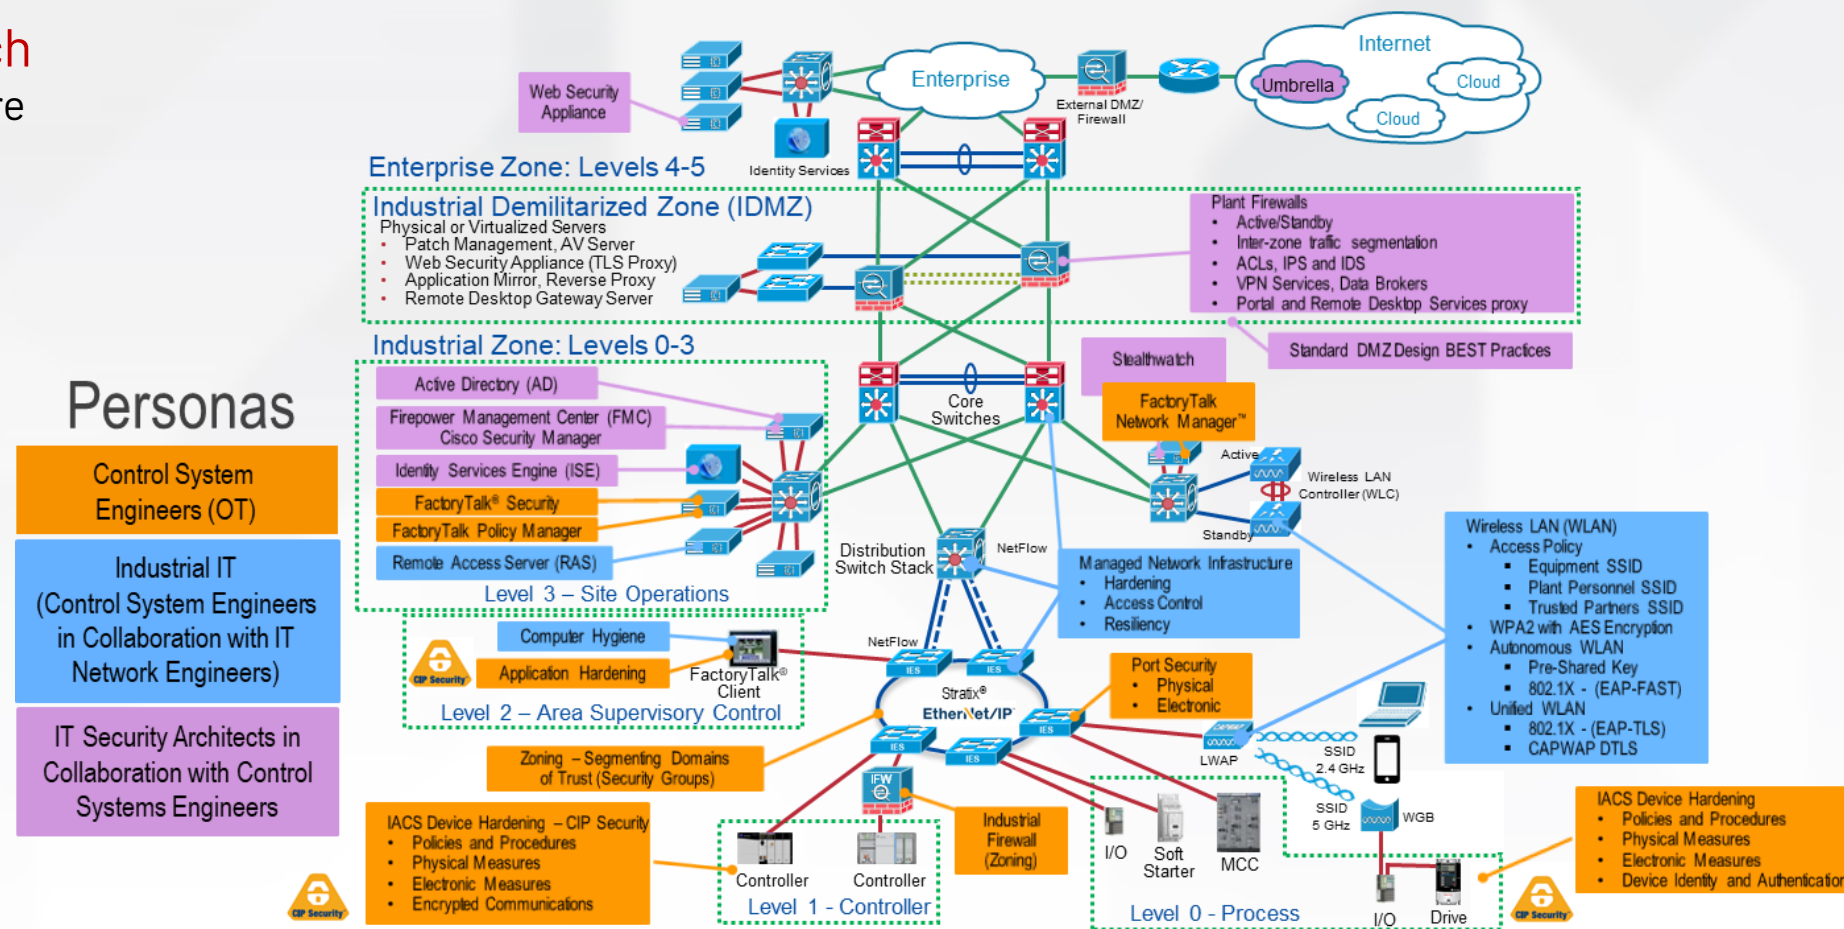 ch
re
Internet
Enterprise
Umbrella
Cloud
Cloud
External DMZ/
Firewall
Web Security
Appliance
Identity Services
Enterprise Zone: Levels 4-5
Industrial Demilitarized Zone (IDMZ)
Physical or Virtualized Servers
• Patch Management, AV Server
• Web Security Appliance (TLS Proxy)
• Application Mirror, Reverse Proxy
• Remote Desktop Gateway Server
Plant Firewalls
• Active/Standby
• Inter-zone traffic segmentation
• ACLs, IPS and IDS
• VPN Services, Data Brokers
• Portal and Remote Desktop Services proxy
Standard DMZ Design BEST Practices
Industrial Zone: Levels 0-3
Active Directory (AD)
Firepower Management Center (FMC)
Cisco Security Manager
Identity Services Engine (ISE)
FactoryTalk® Security
FactoryTalk Policy Manager
Remote Access Server (RAS)
Level 3 – Site Operations
Core
Switches
Stealthwatch
FactoryTalk
Network Manager™
Active
Standby
Wireless LAN
Controller (WLC)
Personas
Control System
Engineers (OT)
Industrial IT
(Control System Engineers
in Collaboration with IT
Network Engineers)
IT Security Architects in
Collaboration with Control
Systems Engineers
Distribution
Switch Stack
NetFlow
Managed Network Infrastructure
• Hardening
• Access Control
• Resiliency
Wireless LAN (WLAN)
• Access Policy
▪ Equipment SSID
▪ Plant Personnel SSID
▪ Trusted Partners SSID
• WPA2 with AES Encryption
• Autonomous WLAN
▪ Pre-Shared Key
▪ 802.1X - (EAP-FAST)
• Unified WLAN
▪ 802.1X - (EAP-TLS)
▪ CAPWAP DTLS
Computer Hygiene
Application Hardening
CIP Security
FactoryTalk®
Client
Level 2 – Area Supervisory Control
NetFlow
IES
IES
Stratix®
EtherNet/IP
IES
IES
IES
Port Security
• Physical
• Electronic
CAPWAP
LWAP
SSID
2.4 GHz
SSID
5 GHz
WGB
Zoning – Segmenting Domains
of Trust (Security Groups)
IFW
Industrial
Firewall
(Zoning)
IACS Device Hardening – CIP Security
• Policies and Procedures
• Physical Measures
• Electronic Measures
• Encrypted Communications
CIP Security
Controller
Controller
Level 1 - Controller
I/O
Soft
Starter
MCC
Level 0 - Process
I/O
Drive
IACS Device Hardening
• Policies and Procedures
• Physical Measures
• Electronic Measures
• Device Identity and Authentication
CIP Security